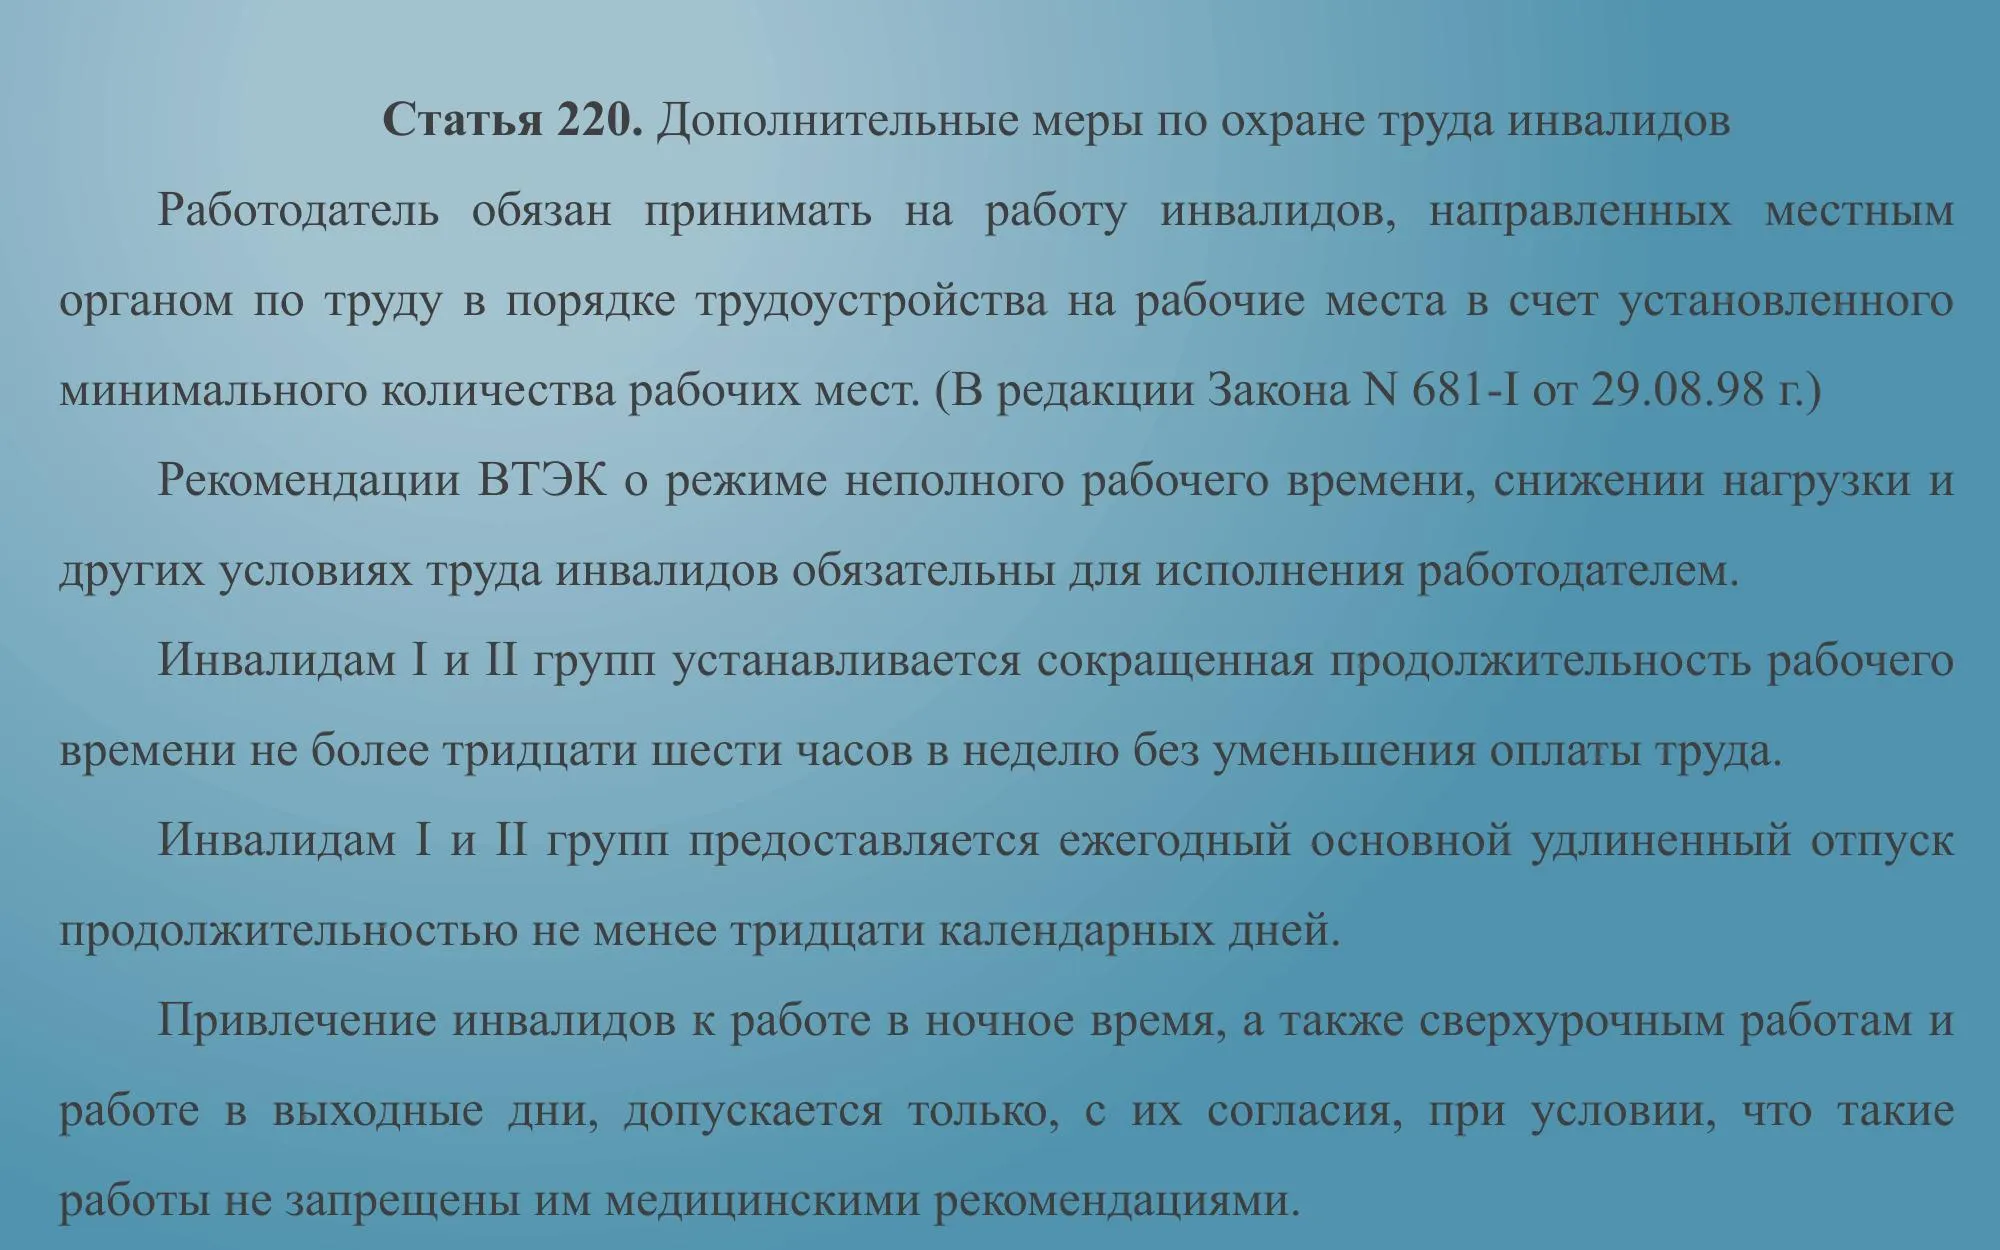 Статья 220. Дополнительные меры по охране труда инвалидов
Работодатель обязан принимать на работу инвалидов, направленных местным
органом по труду в порядке трудоустройства на рабочие места в счет установленного
минимального количества рабочих мест. (В редакции Закона N 681-I от 29.08.98 г.)
Рекомендации ВТЭК о режиме неполного рабочего времени, снижении нагрузки и
других условиях труда инвалидов обязательны для исполнения работодателем.
Инвалидам I и II групп устанавливается сокращенная продолжительность рабочего
времени не более тридцати шести часов в неделю без уменьшения оплаты труда.
Инвалидам I и II групп предоставляется ежегодный основной удлиненный отпуск
продолжительностью не менее тридцати календарных дней.
Привлечение инвалидов к работе в ночное время, а также сверхурочным работам и
работе в выходные дни, допускается только, с их согласия, при условии, что такие
работы не запрещены им медицинскими рекомендациями.